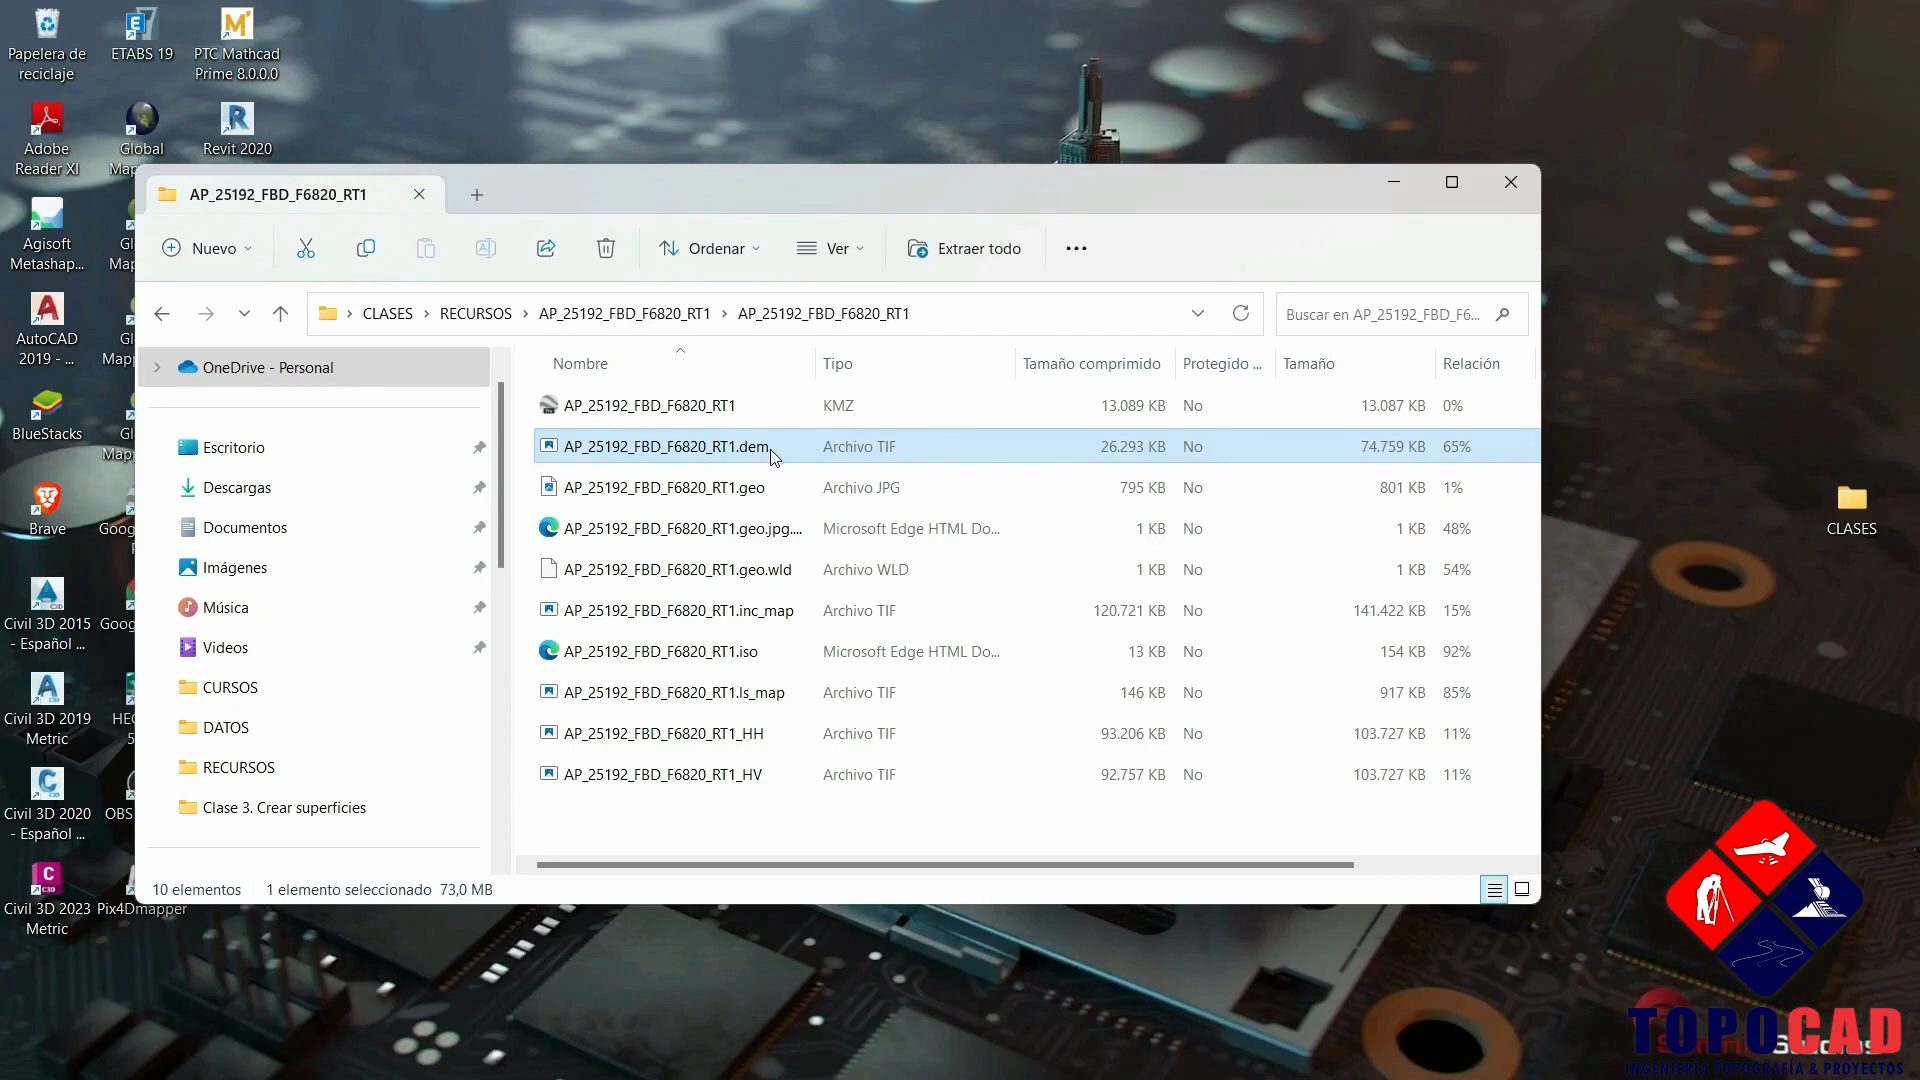 Papelera de
reciclaje
ETABS 19
PTC Mathcad
Prime 8.0.0.0
Adobe
Reader XI
Global
Map
Revit 2020
Agisoft
Metashap...
Gl
Map
AutoCAD
2019 - ...
Gl
Mapp
BlueStacks
Gl
Mapp
Brave
Goog
Civil 3D 2015
- Español ...
Goog
Civil 3D 2019
Metric
HEC
5
Civil 3D 2020
- Español ...
OBS
Civil 3D 2023
Metric
Pix4Dmapper
CLASES
AP_25192_FBD_F6820_RT1
Nuevo
Ordenar
Ver
Extraer todo
CLASES > RECURSOS > AP_25192_FBD_F6820_RT1 > AP_25192_FBD_F6820_RT1
Buscar en AP_25192_FBD_F6...
OneDrive - Personal
Escritorio
Descargas
Documentos
Imágenes
Música
Videos
CURSOS
DATOS
RECURSOS
Clase 3. Crear superficies
Nombre Tipo Tamaño comprimido Protegido ... Tamaño Relación
AP_25192_FBD_F6820_RT1 KMZ 13.089 KB No 13.087 KB 0%
AP_25192_FBD_F6820_RT1.dem Archivo TIF 26.293 KB No 74.759 KB 65%
AP_25192_FBD_F6820_RT1.geo Archivo JPG 795 KB No 801 KB 1%
AP_25192_FBD_F6820_RT1.geo.jpg.... Microsoft Edge HTML Do... 1 KB No 1 KB 48%
AP_25192_FBD_F6820_RT1.geo.wld Archivo WLD 1 KB No 1 KB 54%
AP_25192_FBD_F6820_RT1.inc_map Archivo TIF 120.721 KB No 141.422 KB 15%
AP_25192_FBD_F6820_RT1.iso Microsoft Edge HTML Do... 13 KB No 154 KB 92%
AP_25192_FBD_F6820_RT1.ls_map Archivo TIF 146 KB No 917 KB 85%
AP_25192_FBD_F6820_RT1_HH Archivo TIF 93.206 KB No 103.727 KB 11%
AP_25192_FBD_F6820_RT1_HV Archivo TIF 92.757 KB No 103.727 KB 11%
10 elementos 1 elemento seleccionado 73,0 MB
TOPOCAD
INGENIERÍA TOPOGRAFÍA & PROYECTOS